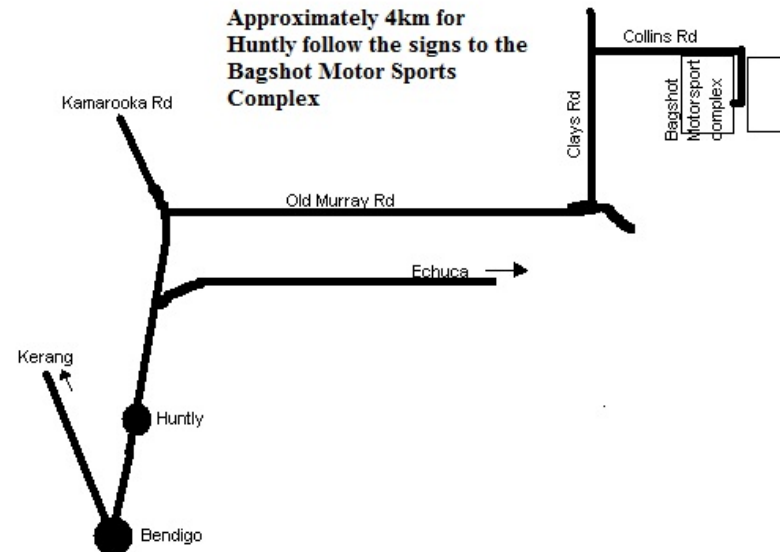 Approximately 4km for
Huntly follow the signs to the
Bagshot Motor Sports
Complex
Collins Rd
Kamarooka Rd
Bagshot
Motorsport
complex
Clays Rd
Old Murray Rd
Echuca
Kerang
Huntly
Bendigo